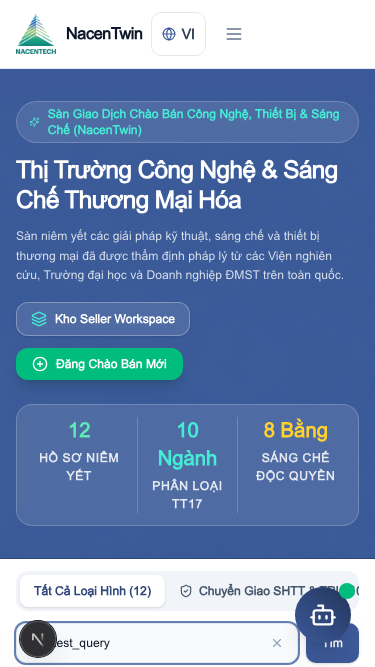 NACENTECH
NacenTwin
VI
Sàn Giao Dịch Chào Bán Công Nghệ, Thiết Bị & Sáng
Chế (NacenTwin)
Thị Trường Công Nghệ & Sáng
Chế Thương Mại Hóa
Sàn niêm yết các giải pháp kỹ thuật, sáng chế và thiết bị
thương mại đã được thẩm định pháp lý từ các Viện nghiên
cứu, Trường đại học và Doanh nghiệp ĐMST trên toàn quốc.
Kho Seller Workspace
Đăng Chào Bán Mới
12
HỒ SƠ NIÊM
YẾT
10
Ngành
PHÂN LOẠI
TT17
8 Bằng
SÁNG CHẾ
ĐỘC QUYỀN
Tất Cả Loại Hình (12)
Chuyển Giao SHTT &
N
est_query
Tìm